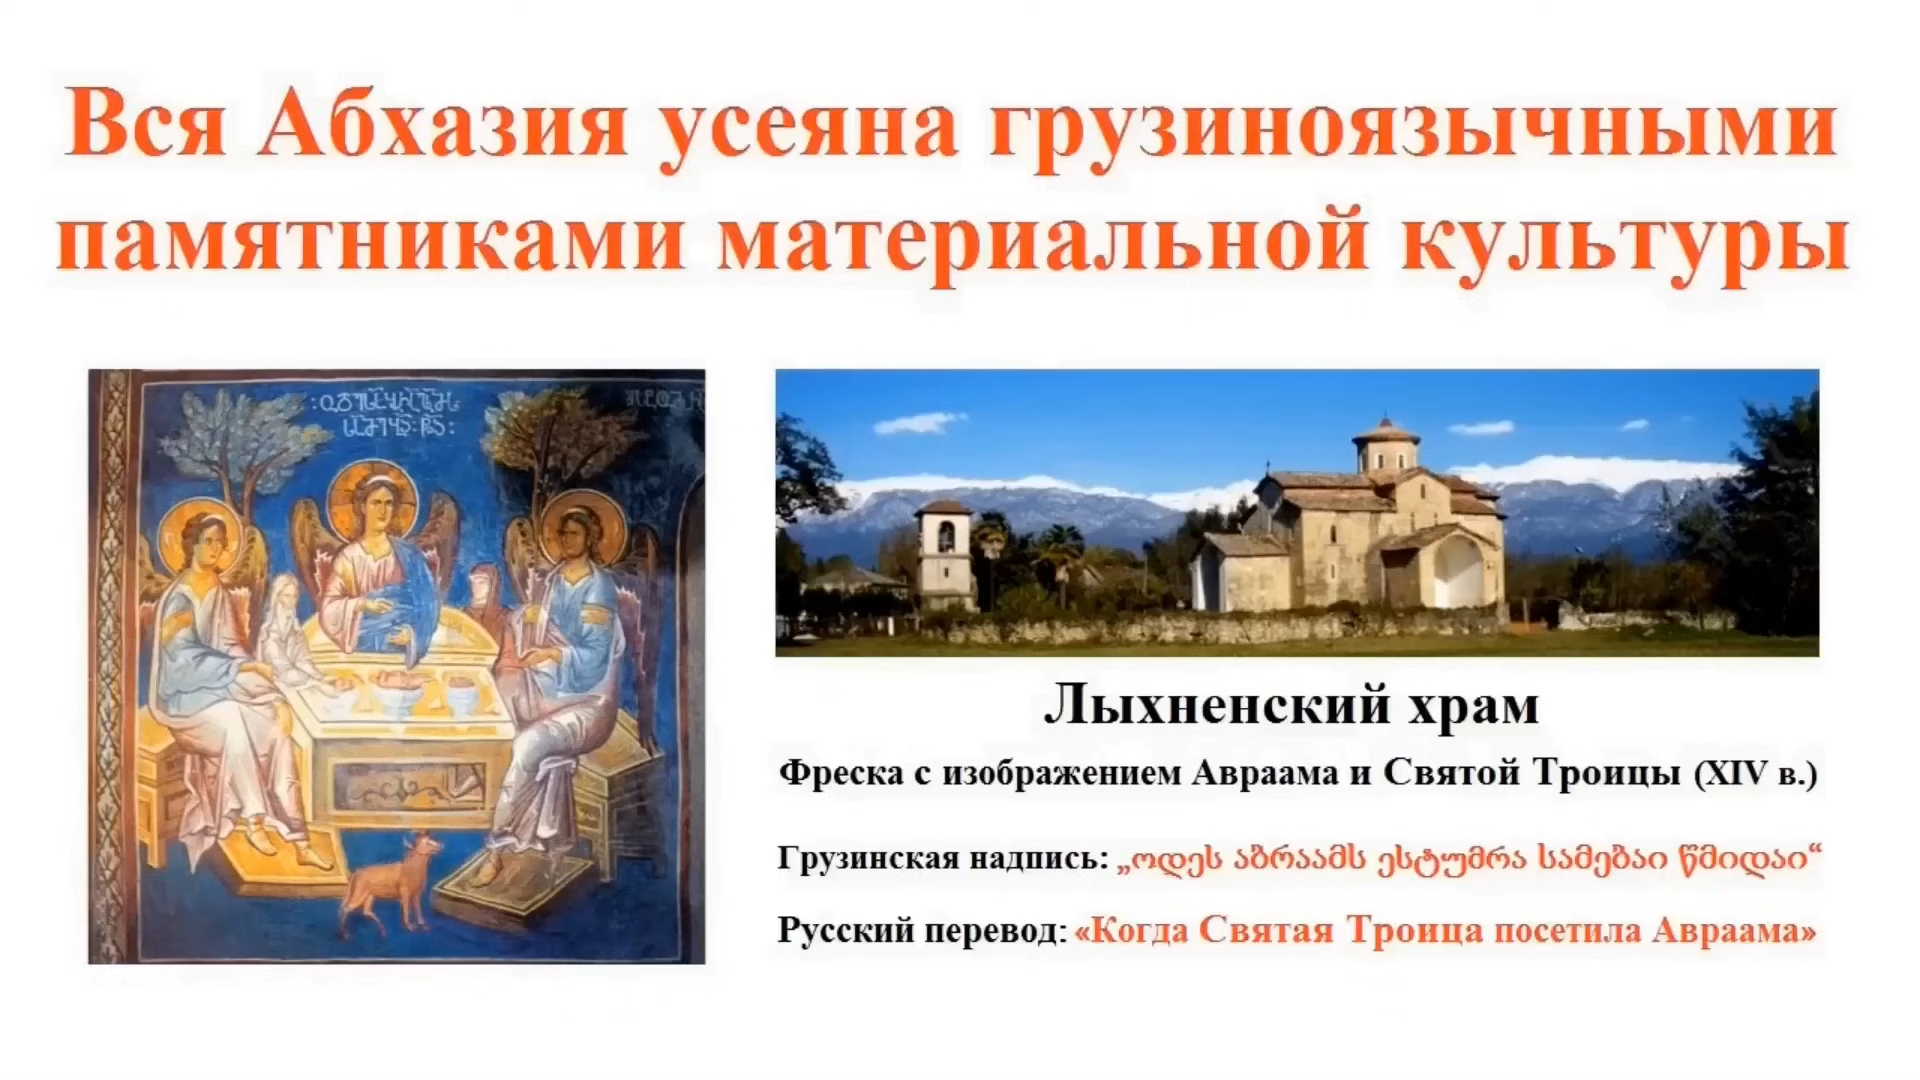 Вся Абхазия усеяна грузиноязычными
памятниками материальной культуры
Лыхненский храм
Фреска с изображением Авраама и Святой Троицы (XIV в.)
Грузинская надпись: „ოდეს აბრაამს ესტუმრა სამებაი წმიდაი“
Русский перевод: «Когда Святая Троица посетила Авраама»